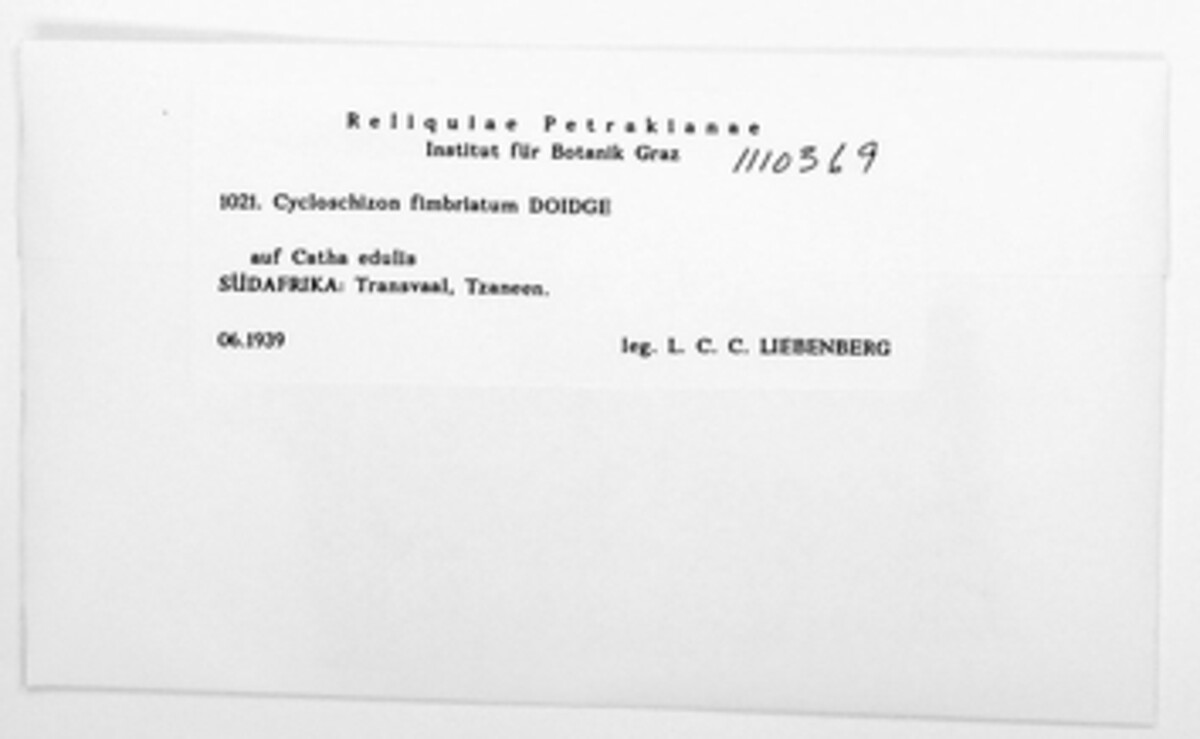 Reliquiae Petrakianae
Institut für Botanik Graz
1110369
1021. Cycloschizon fimbriatum DOIDGE
auf Catha edulis
SÜDAFRIKA: Transvaal, Tzaneen.
06.1939
leg. L. C. C. LIEBENBERG